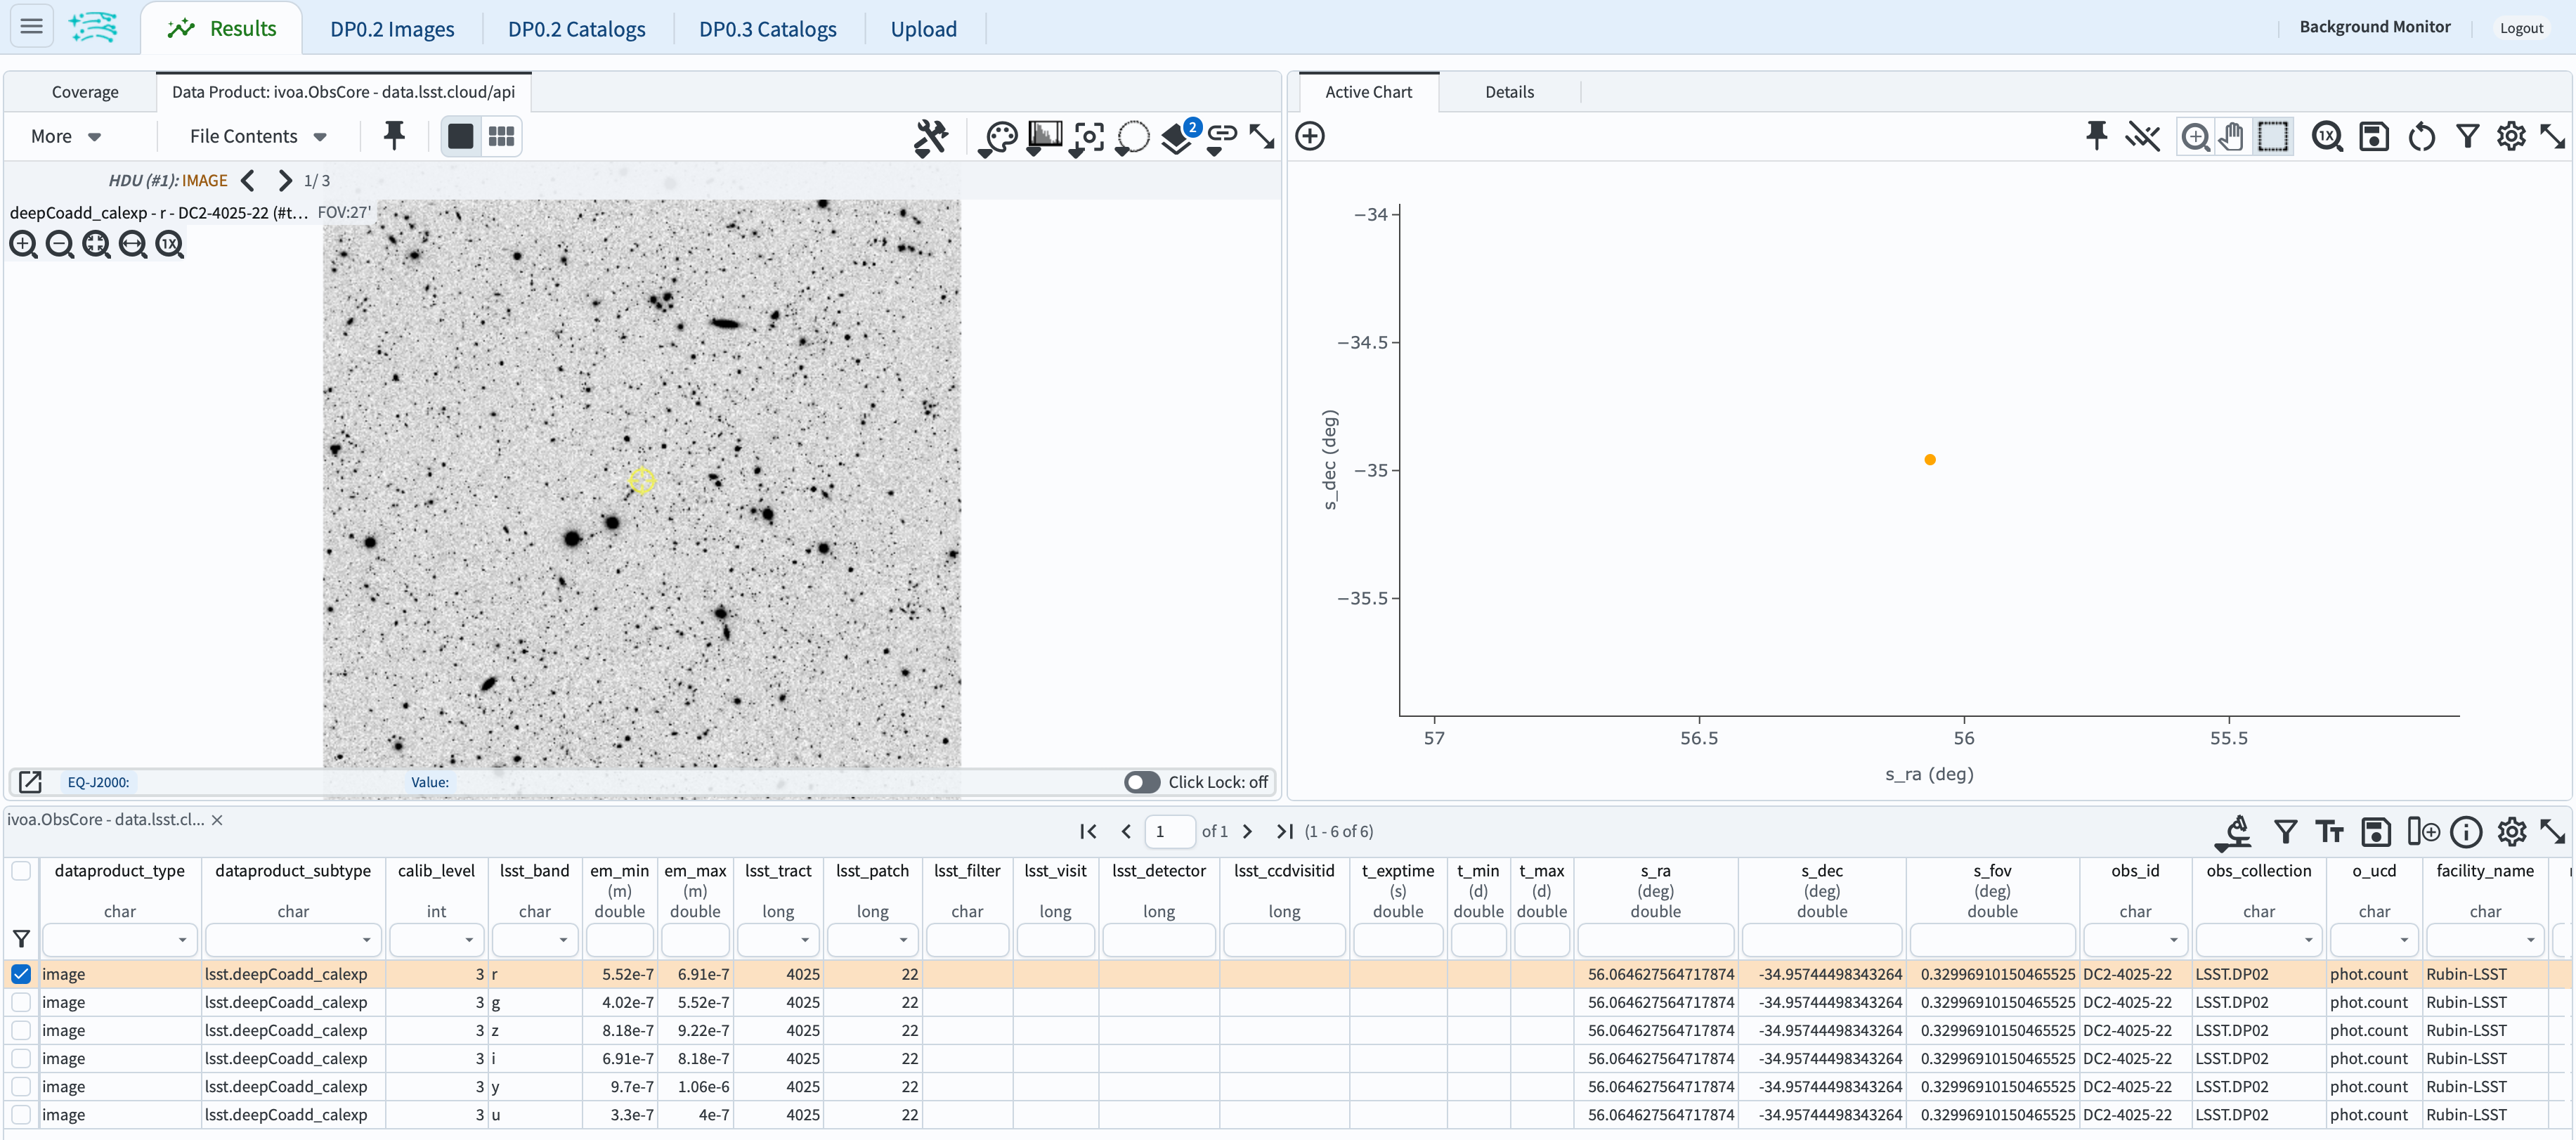 Results DP0.2 Images DP0.2 Catalogs DP0.3 Catalogs Upload Background Monitor Logout
Coverage Data Product: ivoa.ObsCore - data.lsst.cloud/api
More File Contents 2
HDU (#1): IMAGE 1/ 3
deepCoadd_calexp - r - DC2-4025-22 (#t... FOV:27'
1X
EQ-J2000: Value: Click Lock: off
Active Chart Details
1X
−34
−34.5
−35
−35.5
s_dec (deg)
57 56.5 56 55.5
s_ra (deg)
ivoa.ObsCore - data.lsst.cl... 1 of 1 (1 - 6 of 6)
dataproduct_type dataproduct_subtype calib_level lsst_band em_min em_max lsst_tract lsst_patch lsst_filter lsst_visit lsst_detector lsst_ccdvisitid t_exptime t_min t_max s_ra s_dec s_fov obs_id obs_collection o_ucd facility_name
(m) (m) (s) (d) (d) (deg) (deg) (deg)
char char int char double double long long char long long long double double double double double double char char char char
image lsst.deepCoadd_calexp 3 r 5.52e-7 6.91e-7 4025 22 56.064627564717874 -34.95744498343264 0.32996910150465525 DC2-4025-22 LSST.DP02 phot.count Rubin-LSST
image lsst.deepCoadd_calexp 3 g 4.02e-7 5.52e-7 4025 22 56.064627564717874 -34.95744498343264 0.32996910150465525 DC2-4025-22 LSST.DP02 phot.count Rubin-LSST
image lsst.deepCoadd_calexp 3 z 8.18e-7 9.22e-7 4025 22 56.064627564717874 -34.95744498343264 0.32996910150465525 DC2-4025-22 LSST.DP02 phot.count Rubin-LSST
image lsst.deepCoadd_calexp 3 i 6.91e-7 8.18e-7 4025 22 56.064627564717874 -34.95744498343264 0.32996910150465525 DC2-4025-22 LSST.DP02 phot.count Rubin-LSST
image lsst.deepCoadd_calexp 3 y 9.7e-7 1.06e-6 4025 22 56.064627564717874 -34.95744498343264 0.32996910150465525 DC2-4025-22 LSST.DP02 phot.count Rubin-LSST
image lsst.deepCoadd_calexp 3 u 3.3e-7 4e-7 4025 22 56.064627564717874 -34.95744498343264 0.32996910150465525 DC2-4025-22 LSST.DP02 phot.count Rubin-LSST